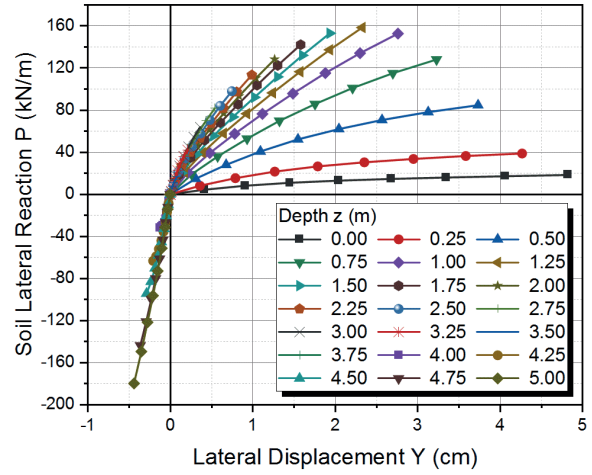 Soil Lateral Reaction P (kN/m)
160
120
80
40
0
-40
-80
-120
-160
-200
Depth z (m)
0.00 0.25 0.50
0.75 1.00 1.25
1.50 1.75 2.00
2.25 2.50 2.75
3.00 3.25 3.50
3.75 4.00 4.25
4.50 4.75 5.00
-1 0 1 2 3 4 5
Lateral Displacement Y (cm)